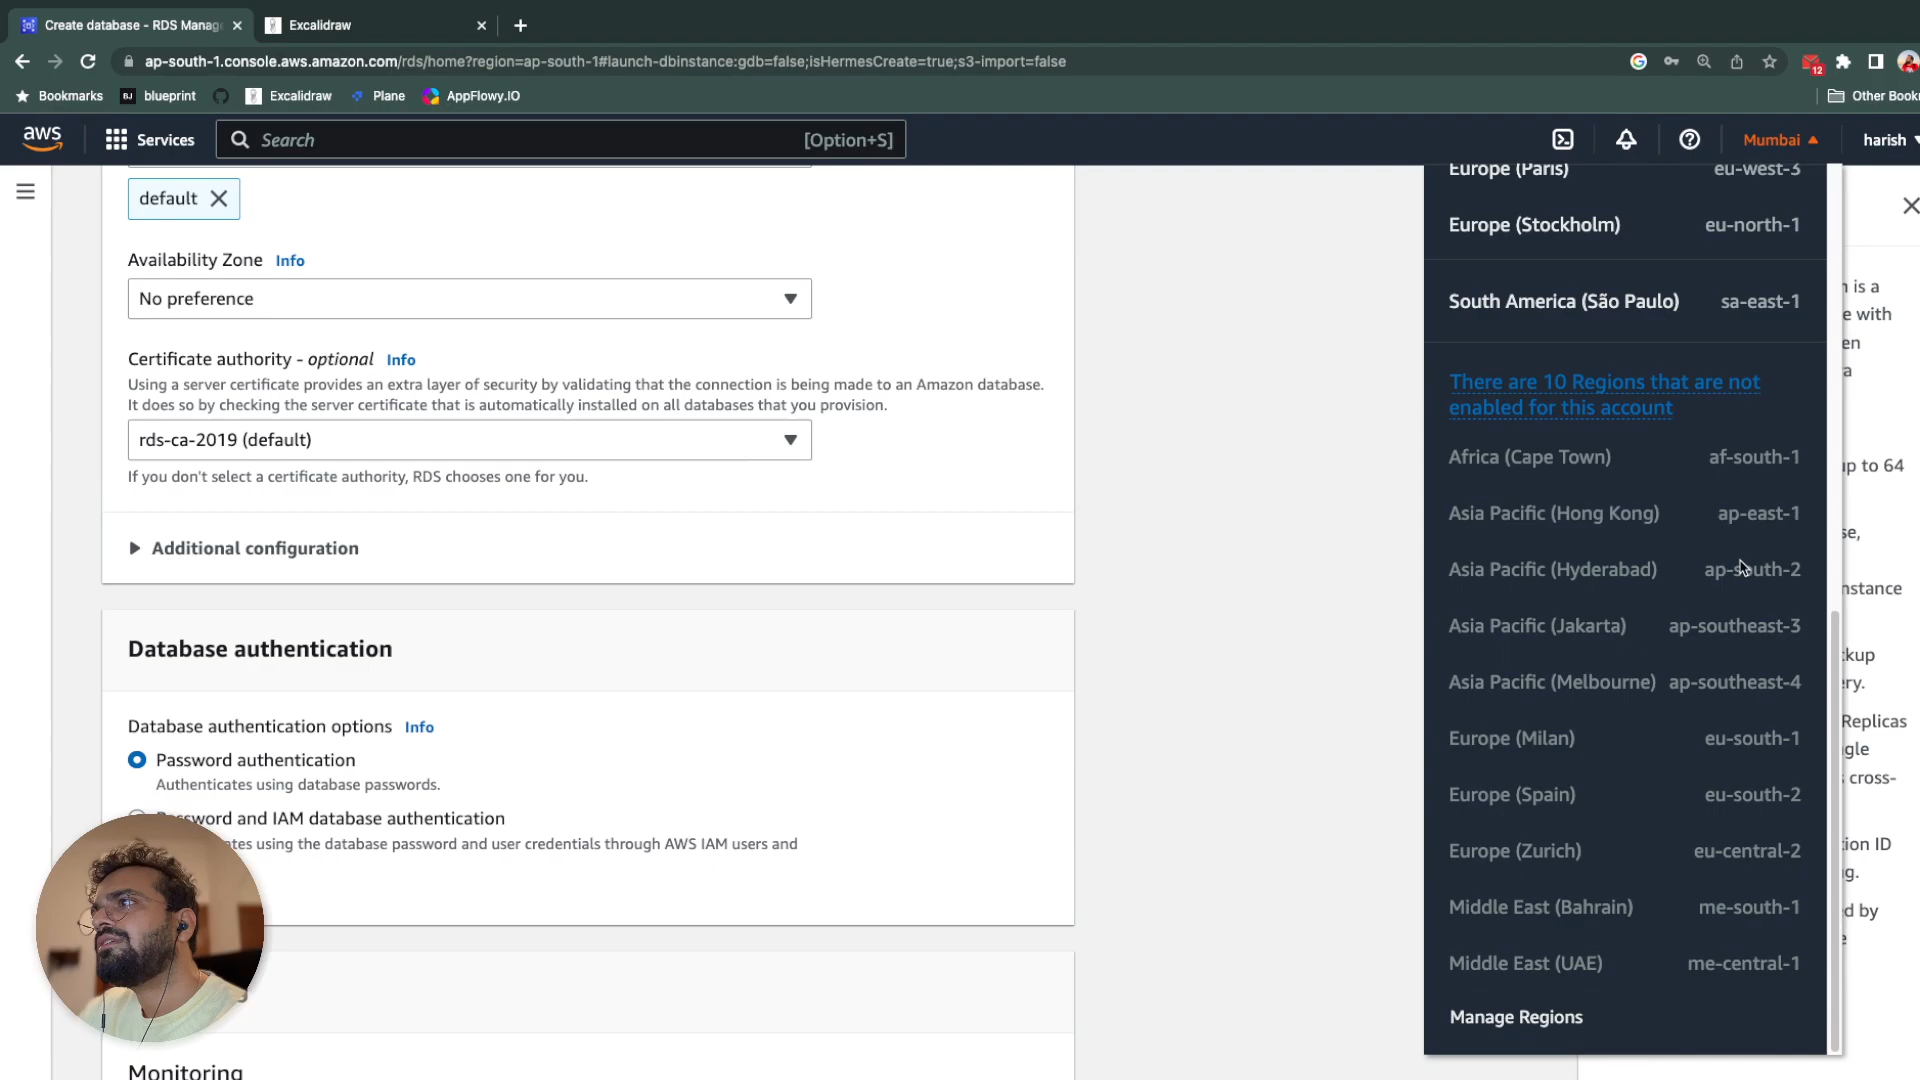 Create database - RDS Manag
Excalidraw
ap-south-1.console.aws.amazon.com/rds/home?region=ap-south-1#launch-dbinstance:gdb=false;isHermesCreate=true;s3-import=false
12
Bookmarks
BJ blueprint
Excalidraw
Plane
AppFlowy.IO
Other Book
aws
Services
Search
[Option+S]
Mumbai
harish
default
Availability Zone Info
No preference
Certificate authority - optional Info
Using a server certificate provides an extra layer of security by validating that the connection is being made to an Amazon database.
It does so by checking the server certificate that is automatically installed on all databases that you provision.
rds-ca-2019 (default)
If you don't select a certificate authority, RDS chooses one for you.
Additional configuration
Database authentication
Database authentication options Info
Password authentication
Authenticates using database passwords.
Password and IAM database authentication
tes using the database password and user credentials through AWS IAM users and
Monitoring
Europe (Paris) eu-west-3
Europe (Stockholm) eu-north-1
South America (São Paulo) sa-east-1
There are 10 Regions that are not
enabled for this account
Africa (Cape Town) af-south-1
Asia Pacific (Hong Kong) ap-east-1
Asia Pacific (Hyderabad) ap-south-2
Asia Pacific (Jakarta) ap-southeast-3
Asia Pacific (Melbourne) ap-southeast-4
Europe (Milan) eu-south-1
Europe (Spain) eu-south-2
Europe (Zurich) eu-central-2
Middle East (Bahrain) me-south-1
Middle East (UAE) me-central-1
Manage Regions
is a
e with
en
a
up to 64
se,
nstance
kup
ry.
Replicas
gle
cross-
ion ID
g.
d by
e